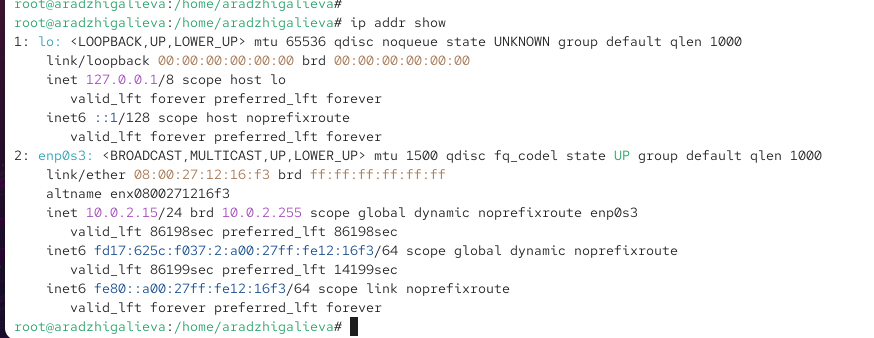 root@aradzhigalieva:/home/aradzhigalieva#
root@aradzhigalieva:/home/aradzhigalieva# ip addr show
1: lo: <LOOPBACK,UP,LOWER_UP> mtu 65536 qdisc noqueue state UNKNOWN group default qlen 1000
    link/loopback 00:00:00:00:00:00 brd 00:00:00:00:00:00
    inet 127.0.0.1/8 scope host lo
       valid_lft forever preferred_lft forever
    inet6 ::1/128 scope host noprefixroute
       valid_lft forever preferred_lft forever
2: enp0s3: <BROADCAST,MULTICAST,UP,LOWER_UP> mtu 1500 qdisc fq_codel state UP group default qlen 1000
    link/ether 08:00:27:12:16:f3 brd ff:ff:ff:ff:ff:ff
    altname enx0800271216f3
    inet 10.0.2.15/24 brd 10.0.2.255 scope global dynamic noprefixroute enp0s3
       valid_lft 86198sec preferred_lft 86198sec
    inet6 fd17:625c:f037:2:a00:27ff:fe12:16f3/64 scope global dynamic noprefixroute
       valid_lft 86199sec preferred_lft 14199sec
    inet6 fe80::a00:27ff:fe12:16f3/64 scope link noprefixroute
       valid_lft forever preferred_lft forever
root@aradzhigalieva:/home/aradzhigalieva#